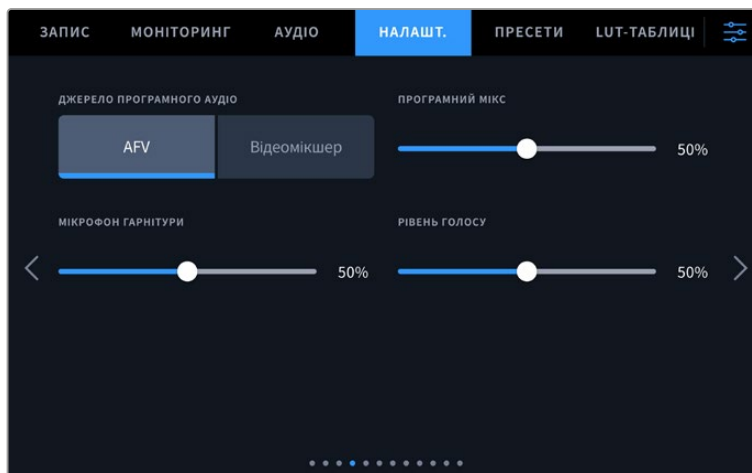 ЗАПИС МОНІТОРИНГ АУДІО НАЛАШТ. ПРЕСЕТИ LUT-ТАБЛИЦІ
ДЖЕРЕЛО ПРОГРАМНОГО АУДІО ПРОГРАМНИЙ МІКС
AFV Відеомікшер 50%
МІКРОФОН ГАРНІТУРИ РІВЕНЬ ГОЛОСУ
50% 50%